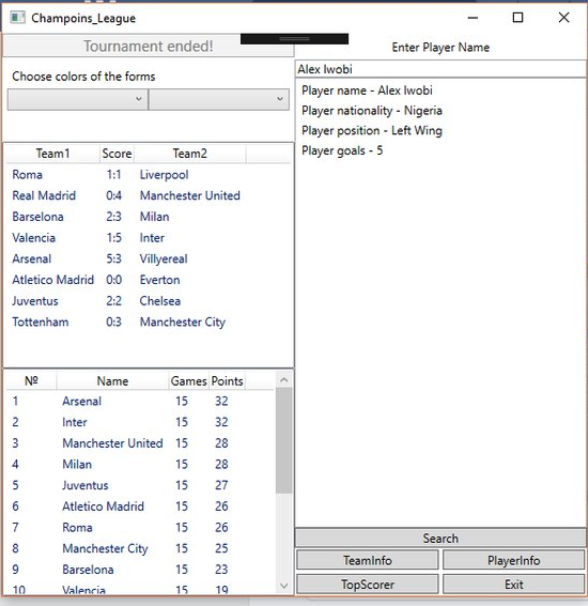 Champoins_League
Tournament ended!
Choose colors of the forms
Team1 Score Team2
Roma 1:1 Liverpool
Real Madrid 0:4 Manchester United
Barselona 2:3 Milan
Valencia 1:5 Inter
Arsenal 5:3 Villyereal
Atletico Madrid 0:0 Everton
Juventus 2:2 Chelsea
Tottenham 0:3 Manchester City
№ Name Games Points
1 Arsenal 15 32
2 Inter 15 32
3 Manchester United 15 28
4 Milan 15 28
5 Juventus 15 27
6 Atletico Madrid 15 26
7 Roma 15 26
8 Manchester City 15 25
9 Barselona 15 23
10 Valencia 15 19
Enter Player Name
Alex Iwobi
Player name - Alex Iwobi
Player nationality - Nigeria
Player position - Left Wing
Player goals - 5
Search
TeamInfo PlayerInfo
TopScorer Exit